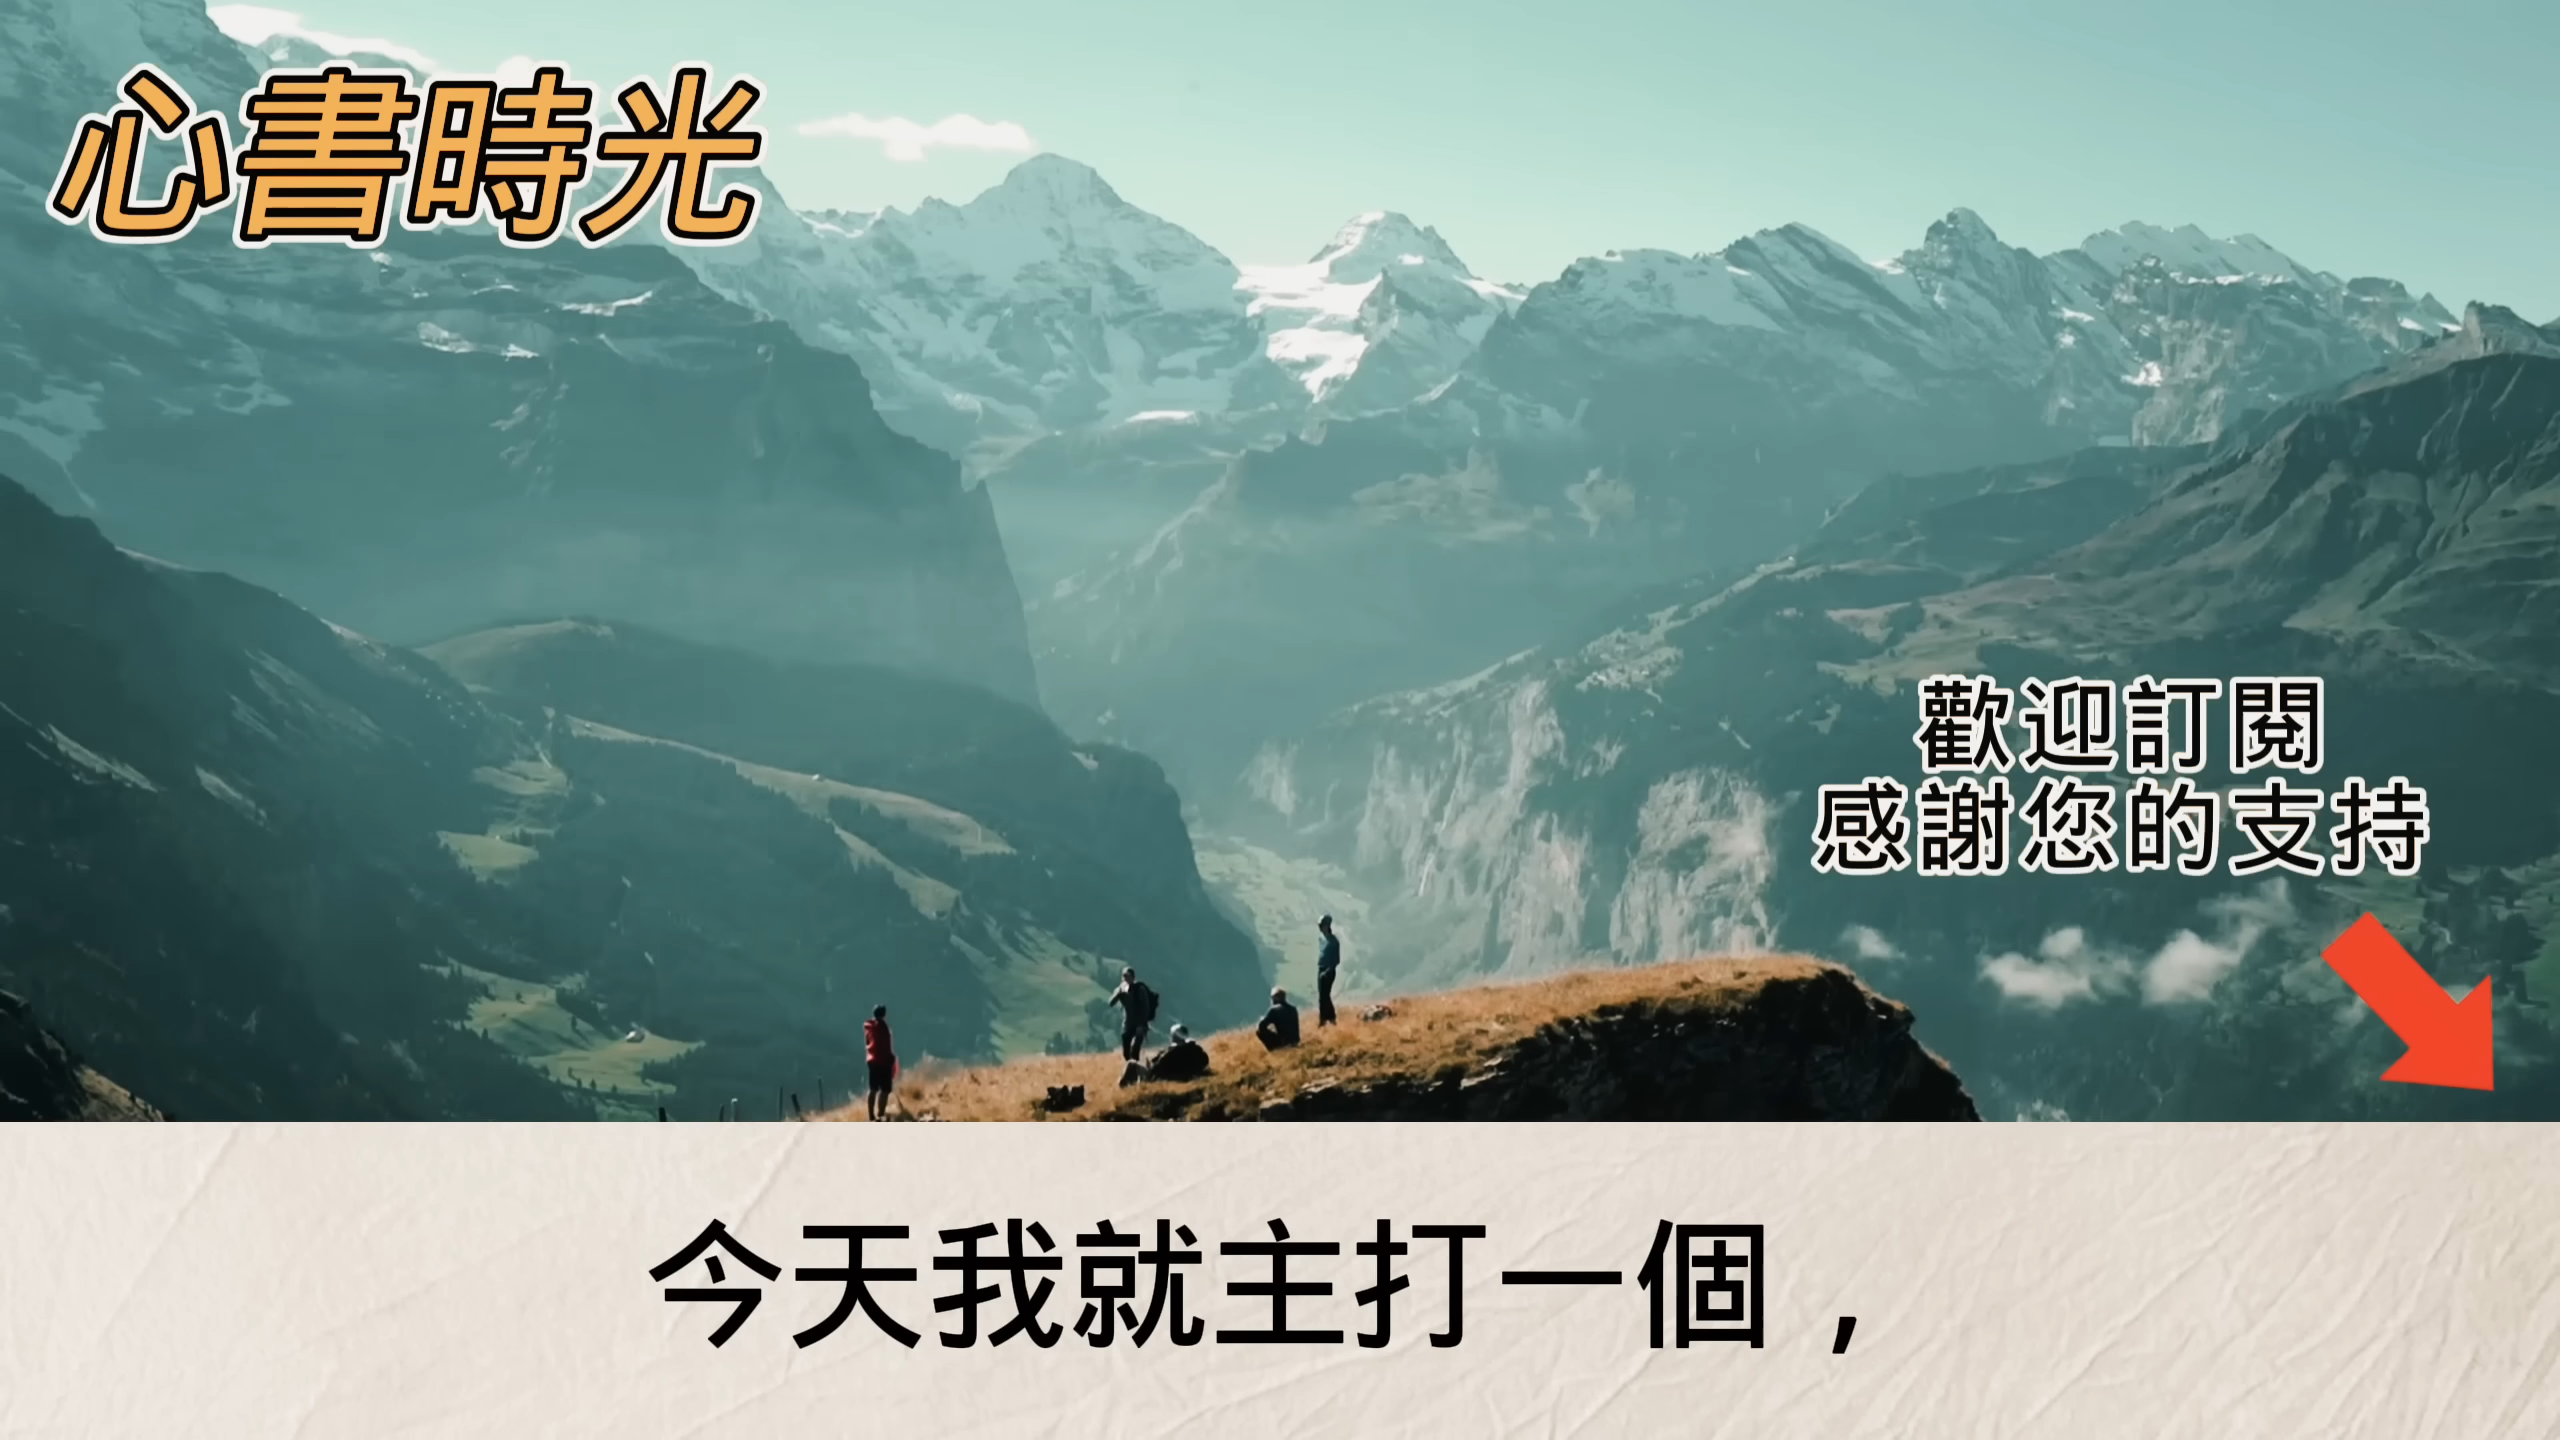 心書時光
歡迎訂閱
感謝您的支持
今天我就主打一個，